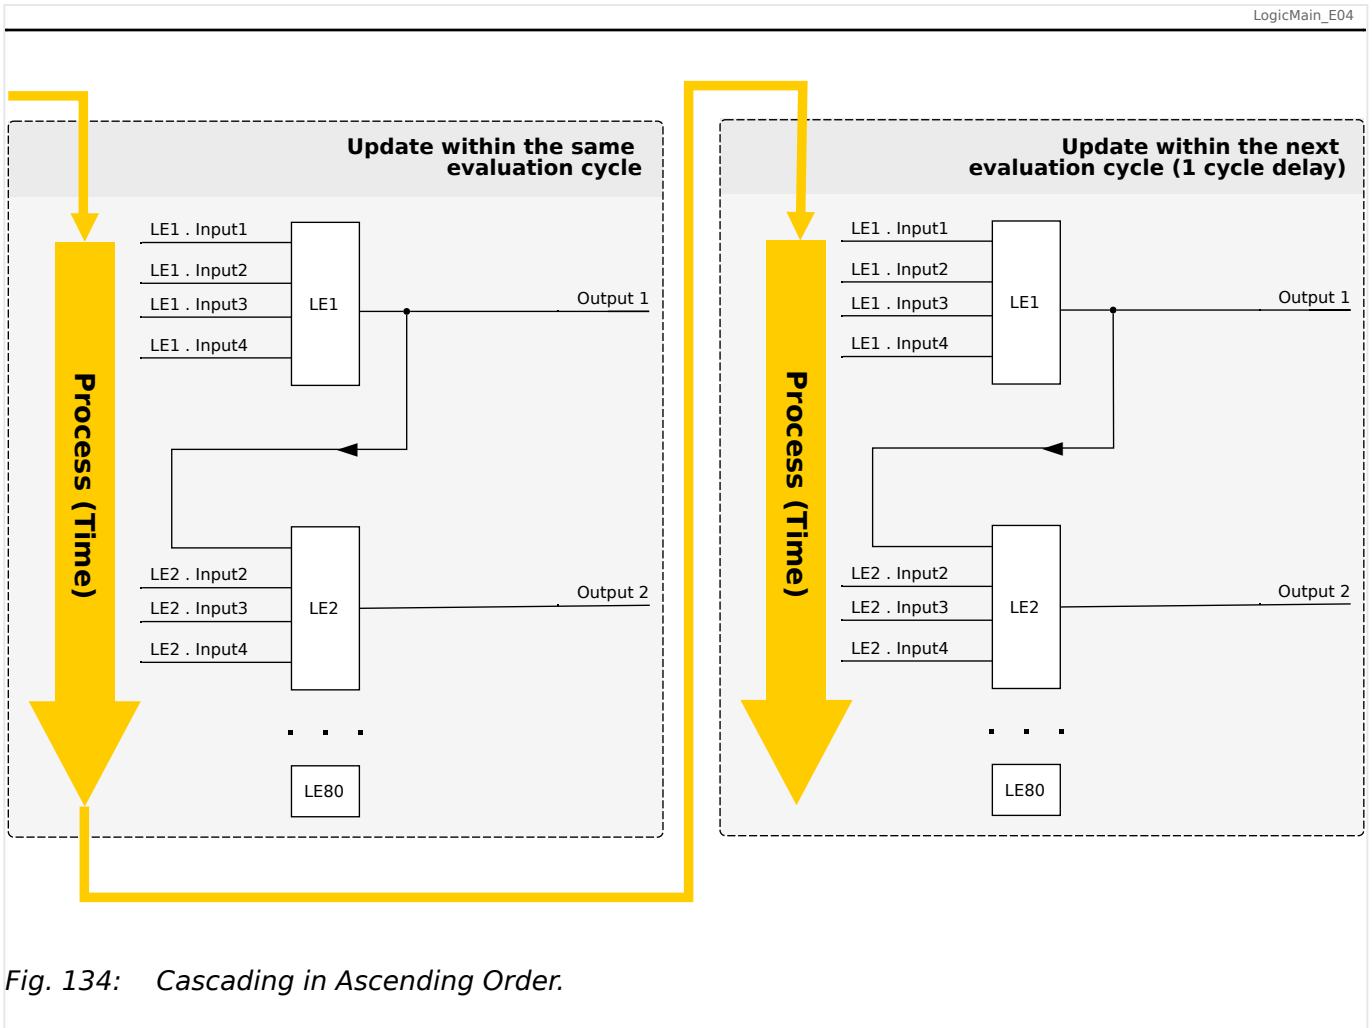 LogicMain_E04
Update within the same
evaluation cycle
LE1 . Input1
LE1 . Input2
LE1 . Input3
LE1 . Input4
LE1
Output 1
Process (Time)
LE2 . Input2
LE2 . Input3
LE2 . Input4
LE2
Output 2
. . .
LE80
Update within the next
evaluation cycle (1 cycle delay)
LE1 . Input1
LE1 . Input2
LE1 . Input3
LE1 . Input4
LE1
Output 1
Process (Time)
LE2 . Input2
LE2 . Input3
LE2 . Input4
LE2
Output 2
. . .
LE80
Fig. 134: Cascading in Ascending Order.